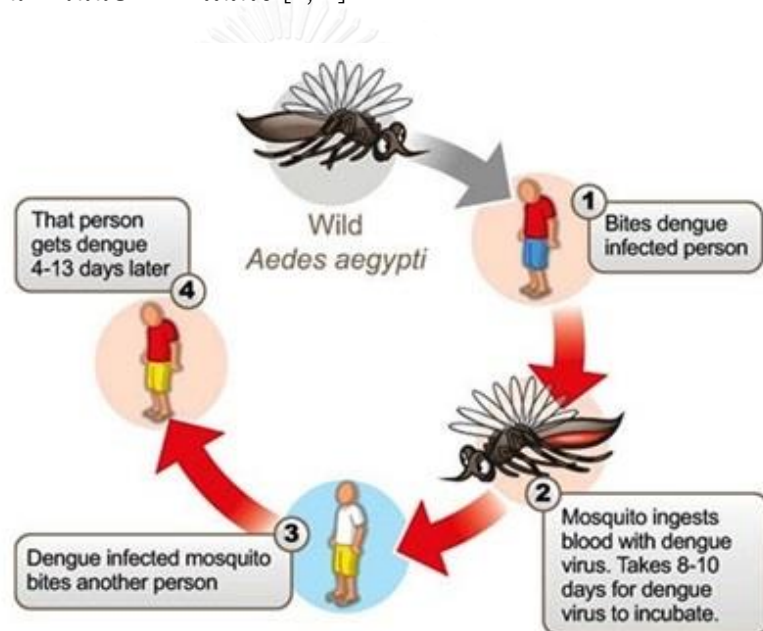 Wild
Aedes aegypti
1
Bites dengue
infected person
2
Mosquito ingests
blood with dengue
virus. Takes 8-10
days for dengue
virus to incubate.
3
Dengue infected mosquito
bites another person
That person
gets dengue
4-13 days later
4